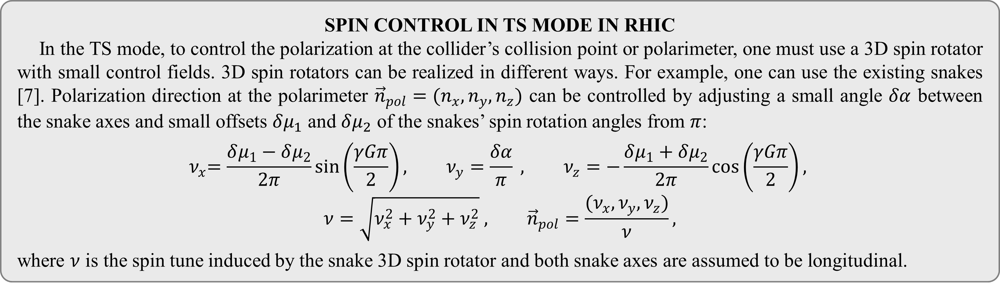 SPIN CONTROL IN TS MODE IN RHIC
In the TS mode, to control the polarization at the collider’s collision point or polarimeter, one must use a 3D spin rotator
with small control fields. 3D spin rotators can be realized in different ways. For example, one can use the existing snakes
[7]. Polarization direction at the polarimeter $\vec{n}_{pol} = (n_x, n_y, n_z)$ can be controlled by adjusting a small angle $\delta\alpha$ between
the snake axes and small offsets $\delta\mu_1$ and $\delta\mu_2$ of the snakes’ spin rotation angles from $\pi$:
$\nu_x = \frac{\delta\mu_1 - \delta\mu_2}{2\pi} \sin\left(\frac{\gamma G \pi}{2}\right), \quad \nu_y = \frac{\delta\alpha}{\pi}, \quad \nu_z = -\frac{\delta\mu_1 + \delta\mu_2}{2\pi} \cos\left(\frac{\gamma G \pi}{2}\right),$
$\nu = \sqrt{\nu_x^2 + \nu_y^2 + \nu_z^2}, \quad \vec{n}_{pol} = \frac{(\nu_x, \nu_y, \nu_z)}{\nu},$
where $\nu$ is the spin tune induced by the snake 3D spin rotator and both snake axes are assumed to be longitudinal.